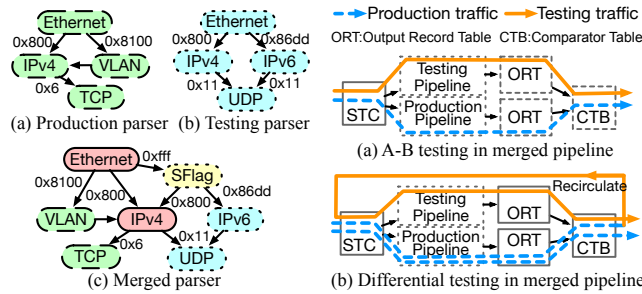 Ethernet
0x800
0x8100
IPv4
VLAN
0x6
TCP
(a) Production parser
Ethernet
0x800
0x86dd
IPv4
IPv6
0x11
0x11
UDP
(b) Testing parser
Ethernet
0xfff
SFlag
0x8100
0x800
0x800
0x86dd
VLAN
IPv4
IPv6
0x6
0x11
TCP
UDP
(c) Merged parser
Production traffic
Testing traffic
ORT:Output Record Table
CTB:Comparator Table
Testing
Pipeline
ORT
STC
Production
Pipeline
ORT
CTB
(a) A-B testing in merged pipeline
Recirculate
Testing
Pipeline
ORT
STC
Production
Pipeline
ORT
CTB
(b) Differential testing in merged pipeline